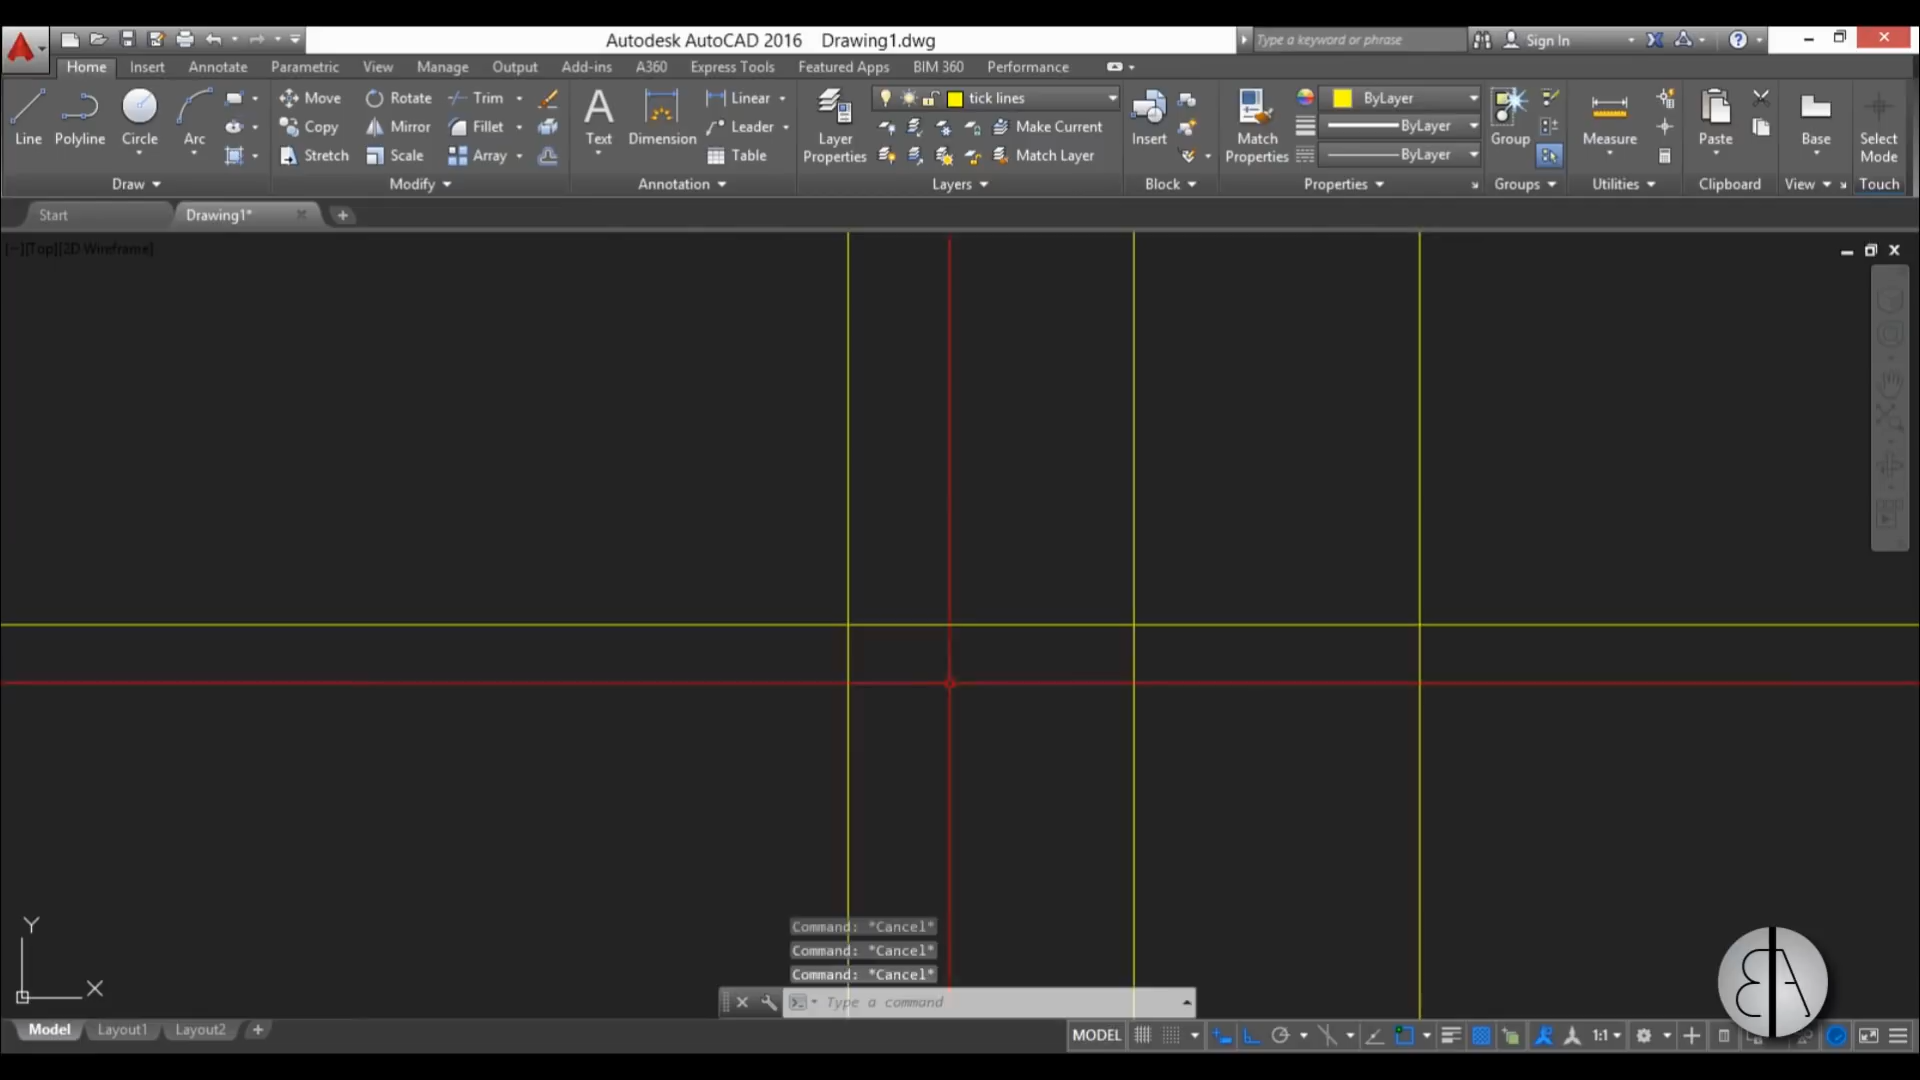 Autodesk AutoCAD 2016 Drawing1.dwg
Type a keyword or phrase
Sign In
Home Insert Annotate Parametric View Manage Output Add-ins A360 Express Tools Featured Apps BIM 360 Performance
Line Polyline Circle Arc
Move Rotate Trim
Copy Mirror Fillet
Stretch Scale Array
Text Dimension
Linear
Leader
Table
Layer Properties
tick lines
Make Current
Match Layer
Insert
Match Properties
ByLayer
ByLayer
ByLayer
Group
Measure
Paste
Base
Select Mode
Draw Modify Annotation Layers Block Properties Groups Utilities Clipboard View Touch
Start Drawing1*
[−][Top][2D Wireframe]
Y
X
Command: *Cancel*
Command: *Cancel*
Command: *Cancel*
Type a command
Model Layout1 Layout2
MODEL 1:1